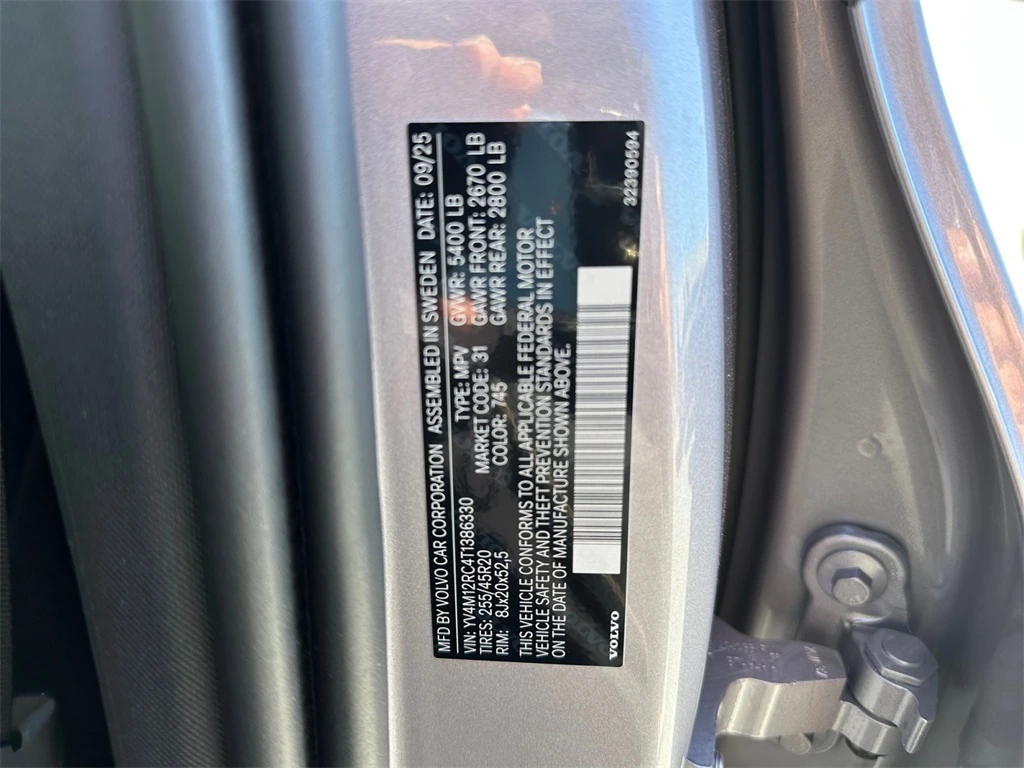 MFD BY VOLVO CAR CORPORATION ASSEMBLED IN SWEDEN DATE: 09/25
VIN: YV4M12RC4T1386330 TYPE: MPV GVWR: 5400 LB
TIRES: 255/45R20 MARKET CODE: 31 GAWR FRONT: 2670 LB
RIM: 8Jx20x52,5 COLOR: 745 GAWR REAR: 2800 LB
THIS VEHICLE CONFORMS TO ALL APPLICABLE FEDERAL MOTOR
VEHICLE SAFETY AND THEFT PREVENTION STANDARDS IN EFFECT
ON THE DATE OF MANUFACTURE SHOWN ABOVE.
VOLVO 32390594